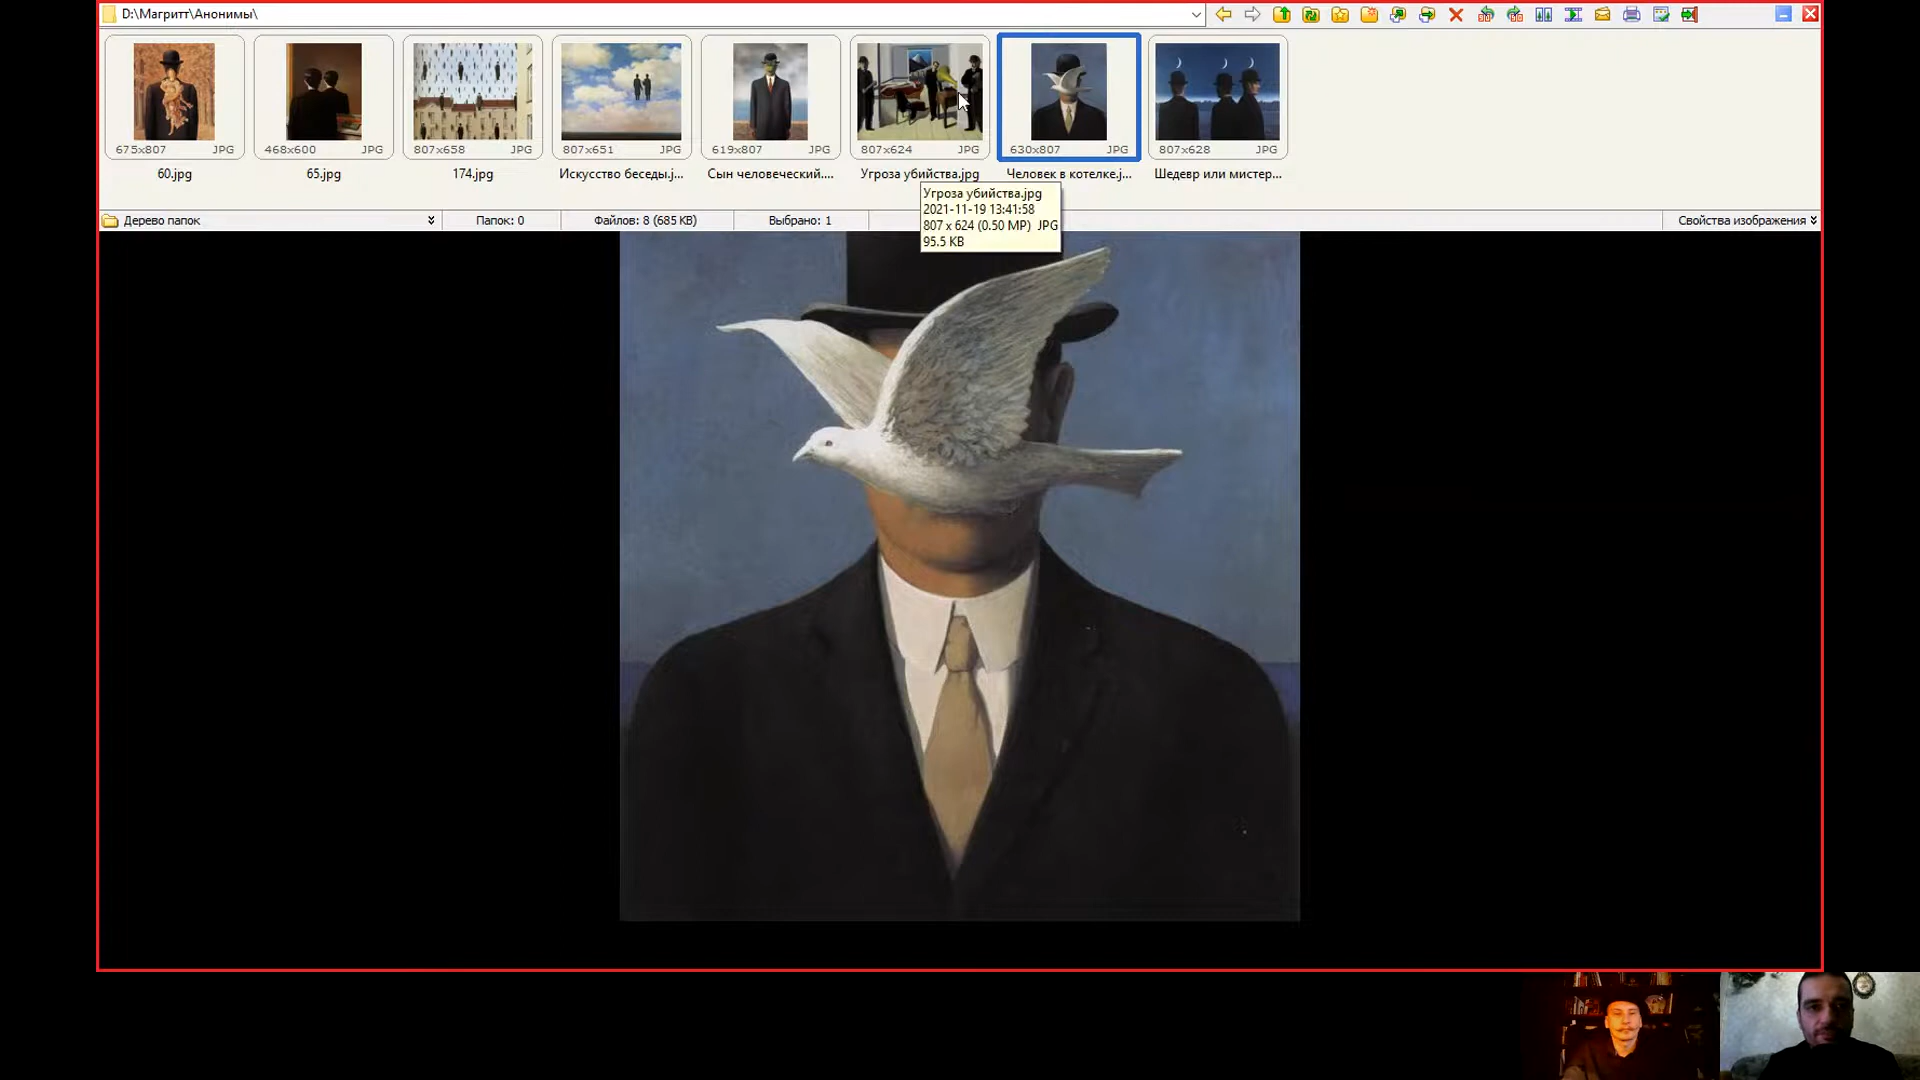 D:\Магритт\Анонимы\
675x807 JPG
468x600 JPG
807x658 JPG
807x651 JPG
619x807 JPG
807x624 JPG
630x807 JPG
807x628 JPG
60.jpg
65.jpg
174.jpg
Искусство беседы.j...
Сын человеческий....
Угроза убийства.jpg
Человек в котелке.j...
Шедевр или мистер...
Угроза убийства.jpg
2021-11-19 13:41:58
807 x 624 (0.50 MP) JPG
95.5 KB
Дерево папок
Папок: 0
Файлов: 8 (685 KB)
Выбрано: 1
Свойства изображения